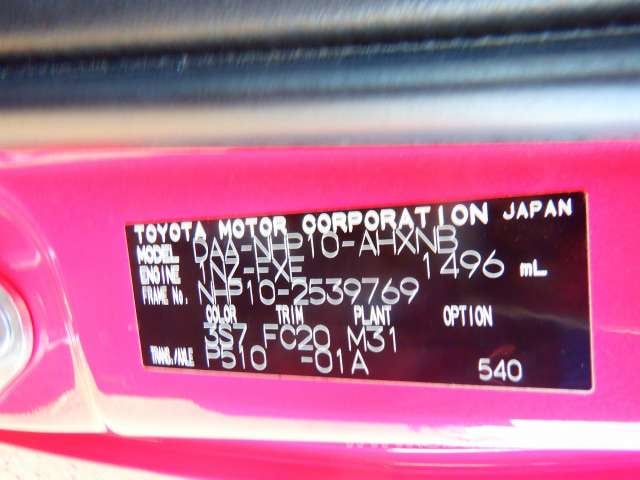 TOYOTA MOTOR CORPORATION JAPAN
MODEL DAA-NHP10-AHXNB
ENGINE 1NZ-FXE 1496 mL
FRAME No. NHP10-2539769
COLOR TRIM PLANT OPTION
3S7 FC20 M31
TRANS./AXLE P510 -01A 540